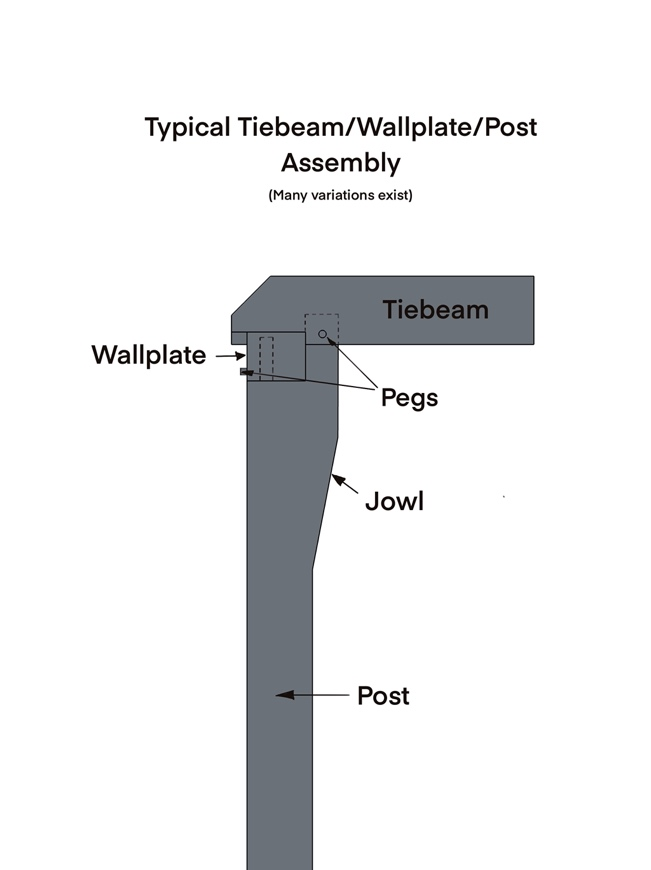 Typical Tiebeam/Wallplate/Post
Assembly
(Many variations exist)
Tiebeam
Wallplate
Pegs
Jowl
Post